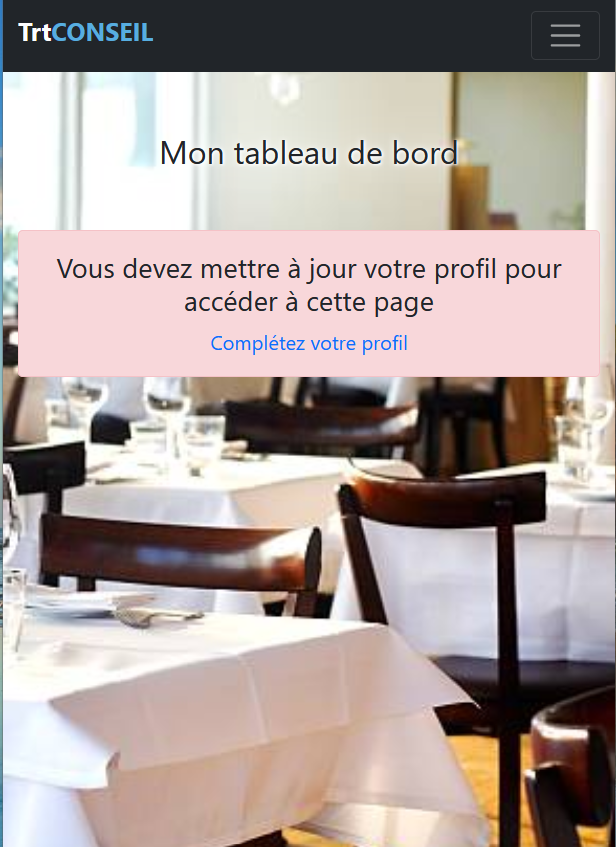 TrtCONSEIL
Mon tableau de bord
Vous devez mettre à jour votre profil pour
accéder à cette page
Complétez votre profil